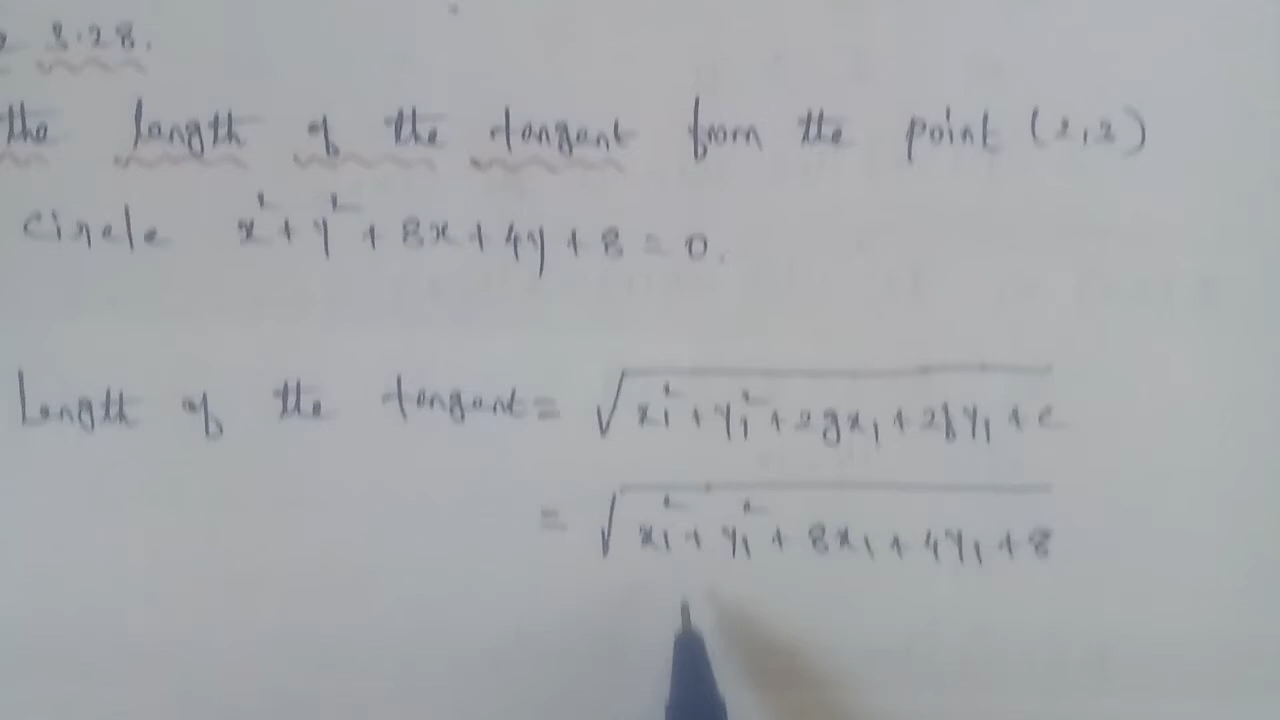 3.28.
the length of the tangent from the point (2,2)
circle x²+y²+8x+4y+8=0.
Length of the tangent = √x₁²+y₁²+2gx₁+2fy₁+c
= √x₁²+y₁²+8x₁+4y₁+8